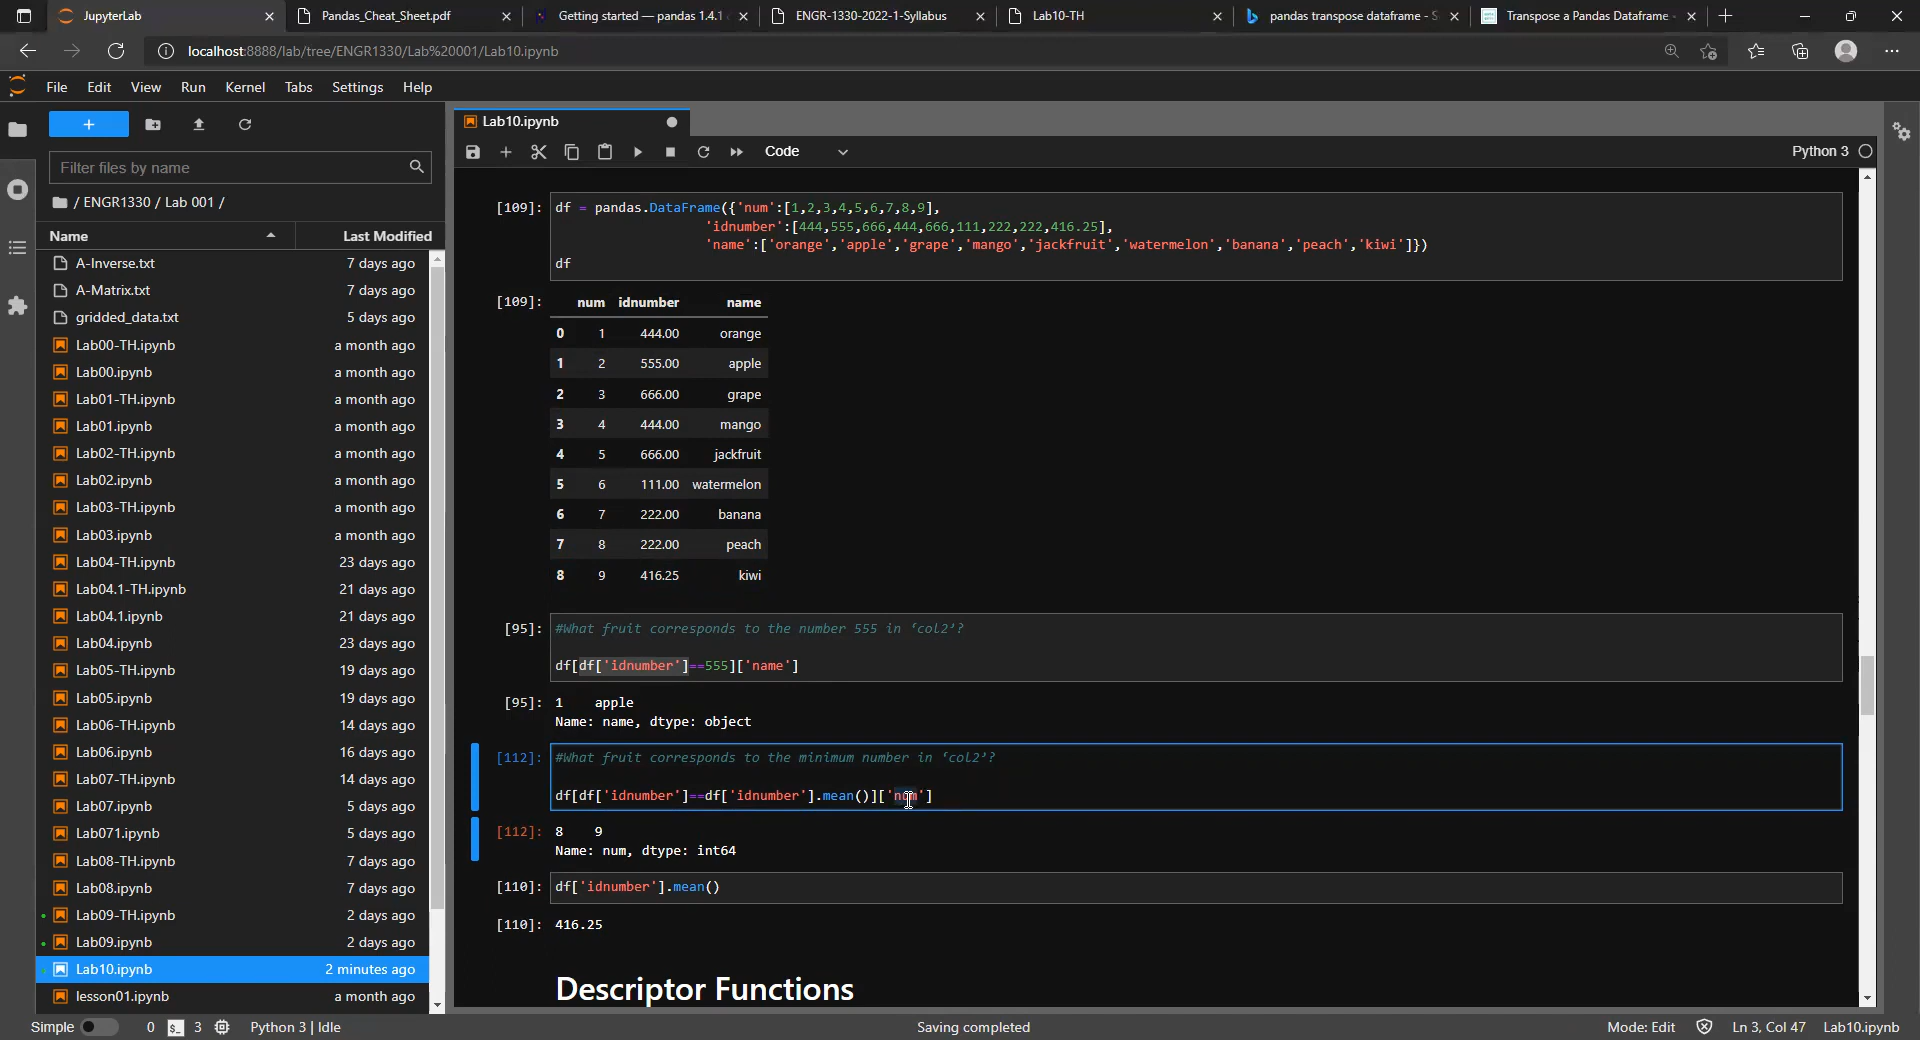 JupyterLab
Pandas_Cheat_Sheet.pdf
Getting started — pandas 1.4.1
ENGR-1330-2022-1-Syllabus
Lab10-TH
pandas transpose dataframe - S
Transpose a Pandas Dataframe
localhost:8888/lab/tree/ENGR1330/Lab%20001/Lab10.ipynb
File Edit View Run Kernel Tabs Settings Help
Lab10.ipynb
Filter files by name
Code
Python 3
/ ENGR1330 / Lab 001 /
Name Last Modified
A-Inverse.txt 7 days ago
A-Matrix.txt 7 days ago
gridded_data.txt 5 days ago
Lab00-TH.ipynb a month ago
Lab00.ipynb a month ago
Lab01-TH.ipynb a month ago
Lab01.ipynb a month ago
Lab02-TH.ipynb a month ago
Lab02.ipynb a month ago
Lab03-TH.ipynb a month ago
Lab03.ipynb a month ago
Lab04-TH.ipynb 23 days ago
Lab04.1-TH.ipynb 21 days ago
Lab04.1.ipynb 21 days ago
Lab04.ipynb 23 days ago
Lab05-TH.ipynb 19 days ago
Lab05.ipynb 19 days ago
Lab06-TH.ipynb 14 days ago
Lab06.ipynb 16 days ago
Lab07-TH.ipynb 14 days ago
Lab07.ipynb 5 days ago
Lab071.ipynb 5 days ago
Lab08-TH.ipynb 7 days ago
Lab08.ipynb 7 days ago
Lab09-TH.ipynb 2 days ago
Lab09.ipynb 2 days ago
Lab10.ipynb 2 minutes ago
lesson01.ipynb a month ago
[109]: df = pandas.DataFrame({'num':[1,2,3,4,5,6,7,8,9],
'idnumber':[444,555,666,444,666,111,222,222,416.25],
'name':['orange','apple','grape','mango','jackfruit','watermelon','banana','peach','kiwi']})
df
[109]: num idnumber name
0 1 444.00 orange
1 2 555.00 apple
2 3 666.00 grape
3 4 444.00 mango
4 5 666.00 jackfruit
5 6 111.00 watermelon
6 7 222.00 banana
7 8 222.00 peach
8 9 416.25 kiwi
[95]: #What fruit corresponds to the number 555 in ‘col2’?
df[df['idnumber']==555]['name']
[95]: 1 apple
Name: name, dtype: object
[112]: #What fruit corresponds to the minimum number in ‘col2’?
df[df['idnumber']==df['idnumber'].mean()]['num']
[112]: 8 9
Name: num, dtype: int64
[110]: df['idnumber'].mean()
[110]: 416.25
Descriptor Functions
Simple 0 3 Python 3 | Idle Saving completed Mode: Edit Ln 3, Col 47 Lab10.ipynb